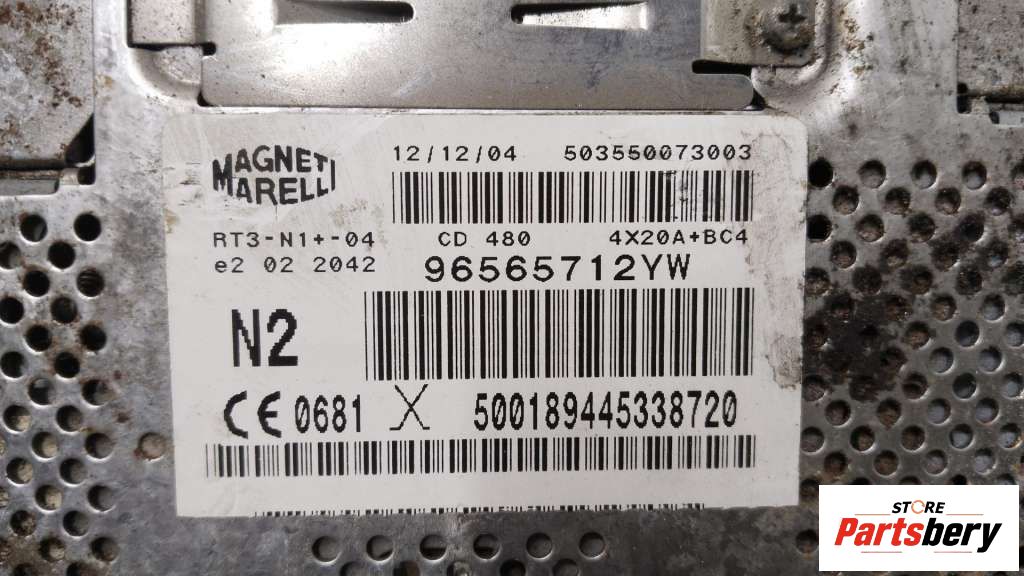 MAGNETI
MARELLI
12/12/04 503550073003
RT3-N1+-04 CD 480 4X20A+BC4
e2 02 2042 96565712YW
N2
CE 0681 X 500189445338720
STORE
Partsbery